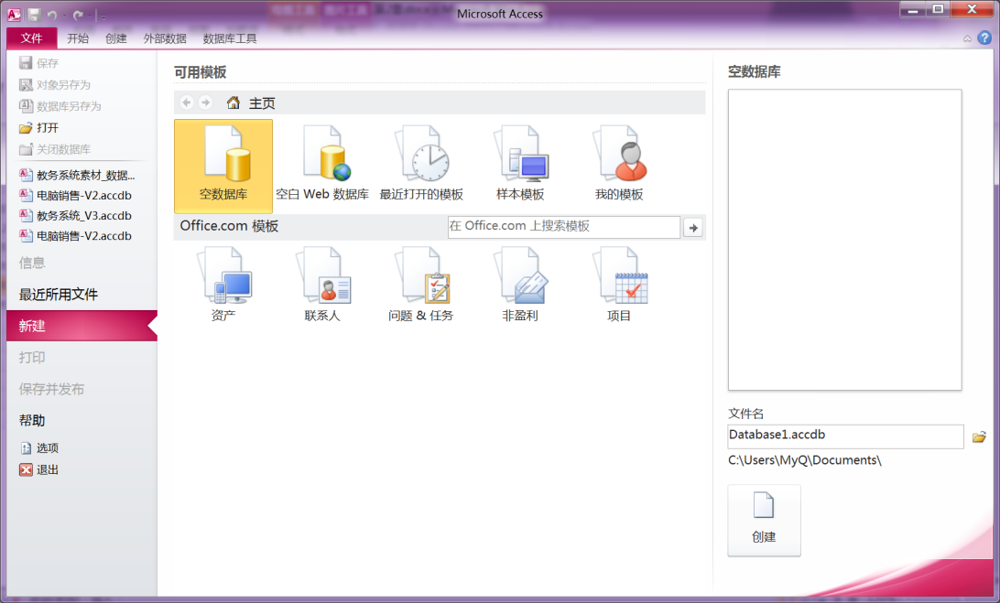 Microsoft Access
文件 开始 创建 外部数据 数据库工具
保存
对象另存为
数据库另存为
打开
关闭数据库
教务系统素材_数据...
电脑销售-V2.accdb
教务系统_V3.accdb
电脑销售-V2.accdb
信息
最近所用文件
新建
打印
保存并发布
帮助
选项
退出
可用模板
主页
空数据库 空白 Web 数据库 最近打开的模板 样本模板 我的模板
Office.com 模板 在 Office.com 上搜索模板
资产 联系人 问题 & 任务 非盈利 项目
空数据库
文件名
Database1.accdb
C:\Users\MyQ\Documents\
创建